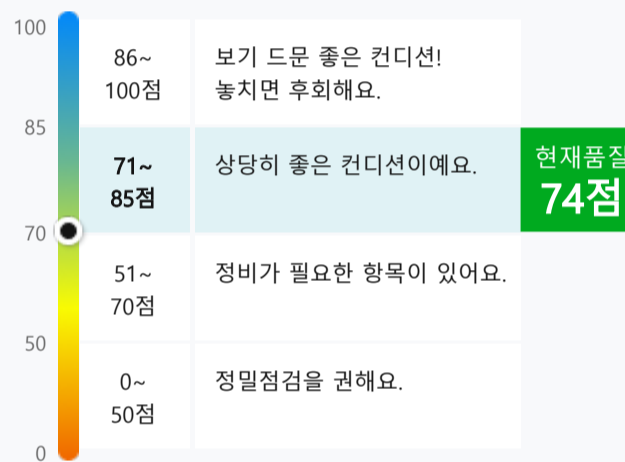 100
86~
100점
보기 드문 좋은 컨디션!
놓치면 후회해요.
85
71~
85점
상당히 좋은 컨디션이예요.
현재품질
74점
70
51~
70점
정비가 필요한 항목이 있어요.
50
0~
50점
정밀점검을 권해요.
0